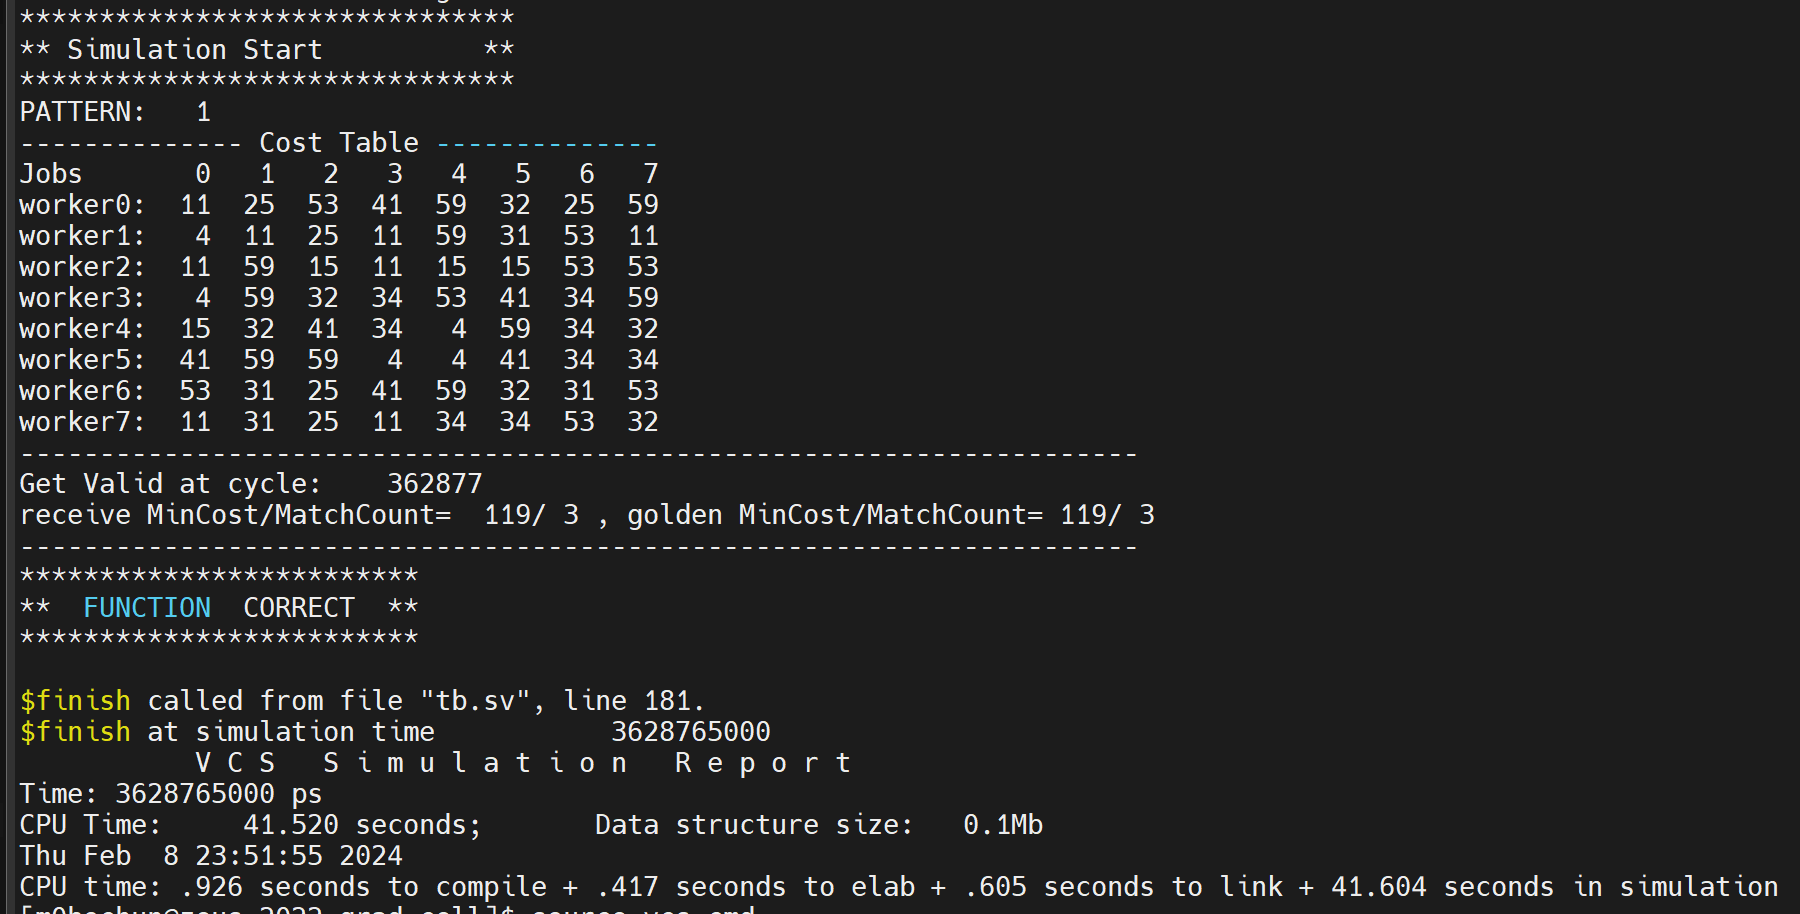 *******************************
** Simulation Start          **
*******************************
PATTERN:   1
-------------- Cost Table --------------
Jobs       0   1   2   3   4   5   6   7
worker0:  11  25  53  41  59  32  25  59
worker1:   4  11  25  11  59  31  53  11
worker2:  11  59  15  11  15  15  53  53
worker3:   4  59  32  34  53  41  34  59
worker4:  15  32  41  34   4  59  34  32
worker5:  41  59  59   4   4  41  34  34
worker6:  53  31  25  41  59  32  31  53
worker7:  11  31  25  11  34  34  53  32
----------------------------------------------------------------------
Get Valid at cycle:    362877
receive MinCost/MatchCount=  119/ 3 , golden MinCost/MatchCount= 119/ 3
----------------------------------------------------------------------
*************************
**  FUNCTION  CORRECT  **
*************************
$finish called from file "tb.sv", line 181.
$finish at simulation time           3628765000
           V C S   S i m u l a t i o n   R e p o r t
Time: 3628765000 ps
CPU Time:     41.520 seconds;       Data structure size:   0.1Mb
Thu Feb  8 23:51:55 2024
CPU time: .926 seconds to compile + .417 seconds to elab + .605 seconds to link + 41.604 seconds in simulation